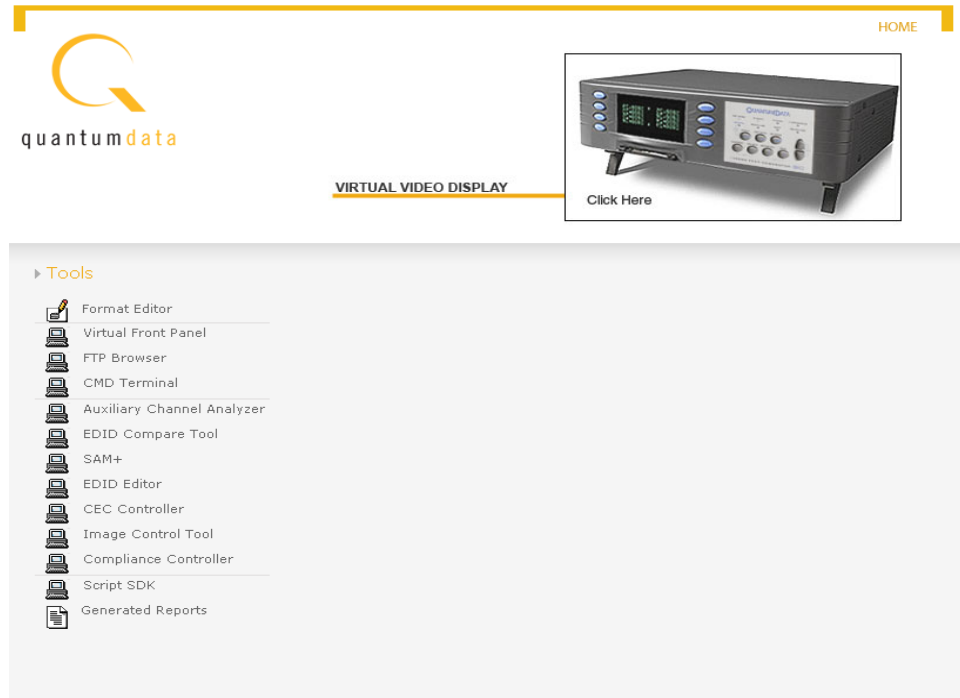 HOME
quantumdata
QUANTUMDATA
VIRTUAL VIDEO DISPLAY
Click Here
Tools
Format Editor
Virtual Front Panel
FTP Browser
CMD Terminal
Auxiliary Channel Analyzer
EDID Compare Tool
SAM+
EDID Editor
CEC Controller
Image Control Tool
Compliance Controller
Script SDK
Generated Reports